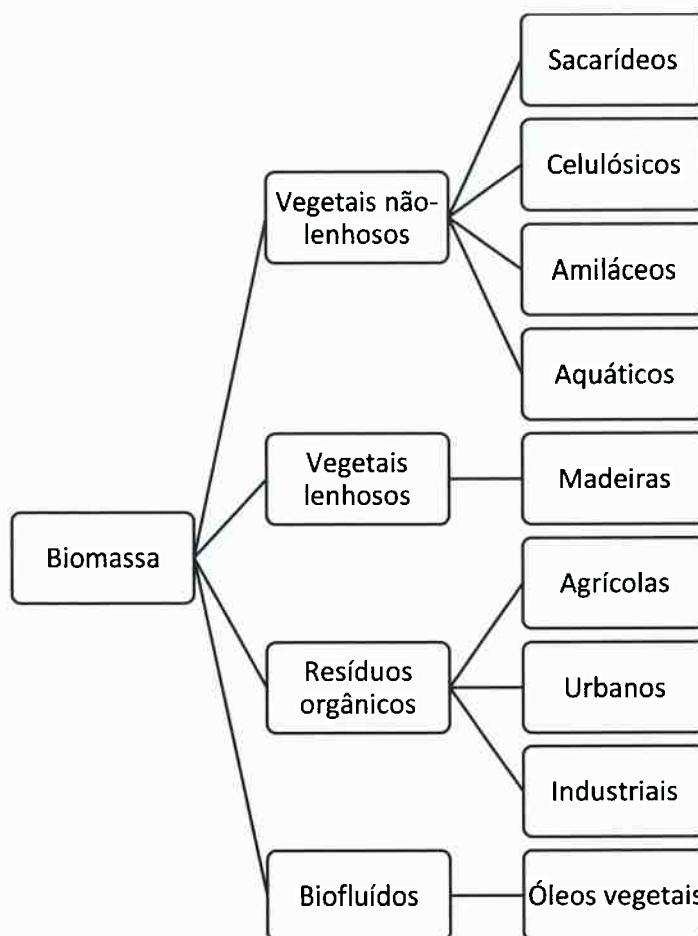 Sacarídeos
Celulósicos
Vegetais não-
lenhosos
Amiláceos
Aquáticos
Vegetais
lenhosos
Madeiras
Biomassa
Agrícolas
Resíduos
orgânicos
Urbanos
Industriais
Biofluídos
Óleos vegetais